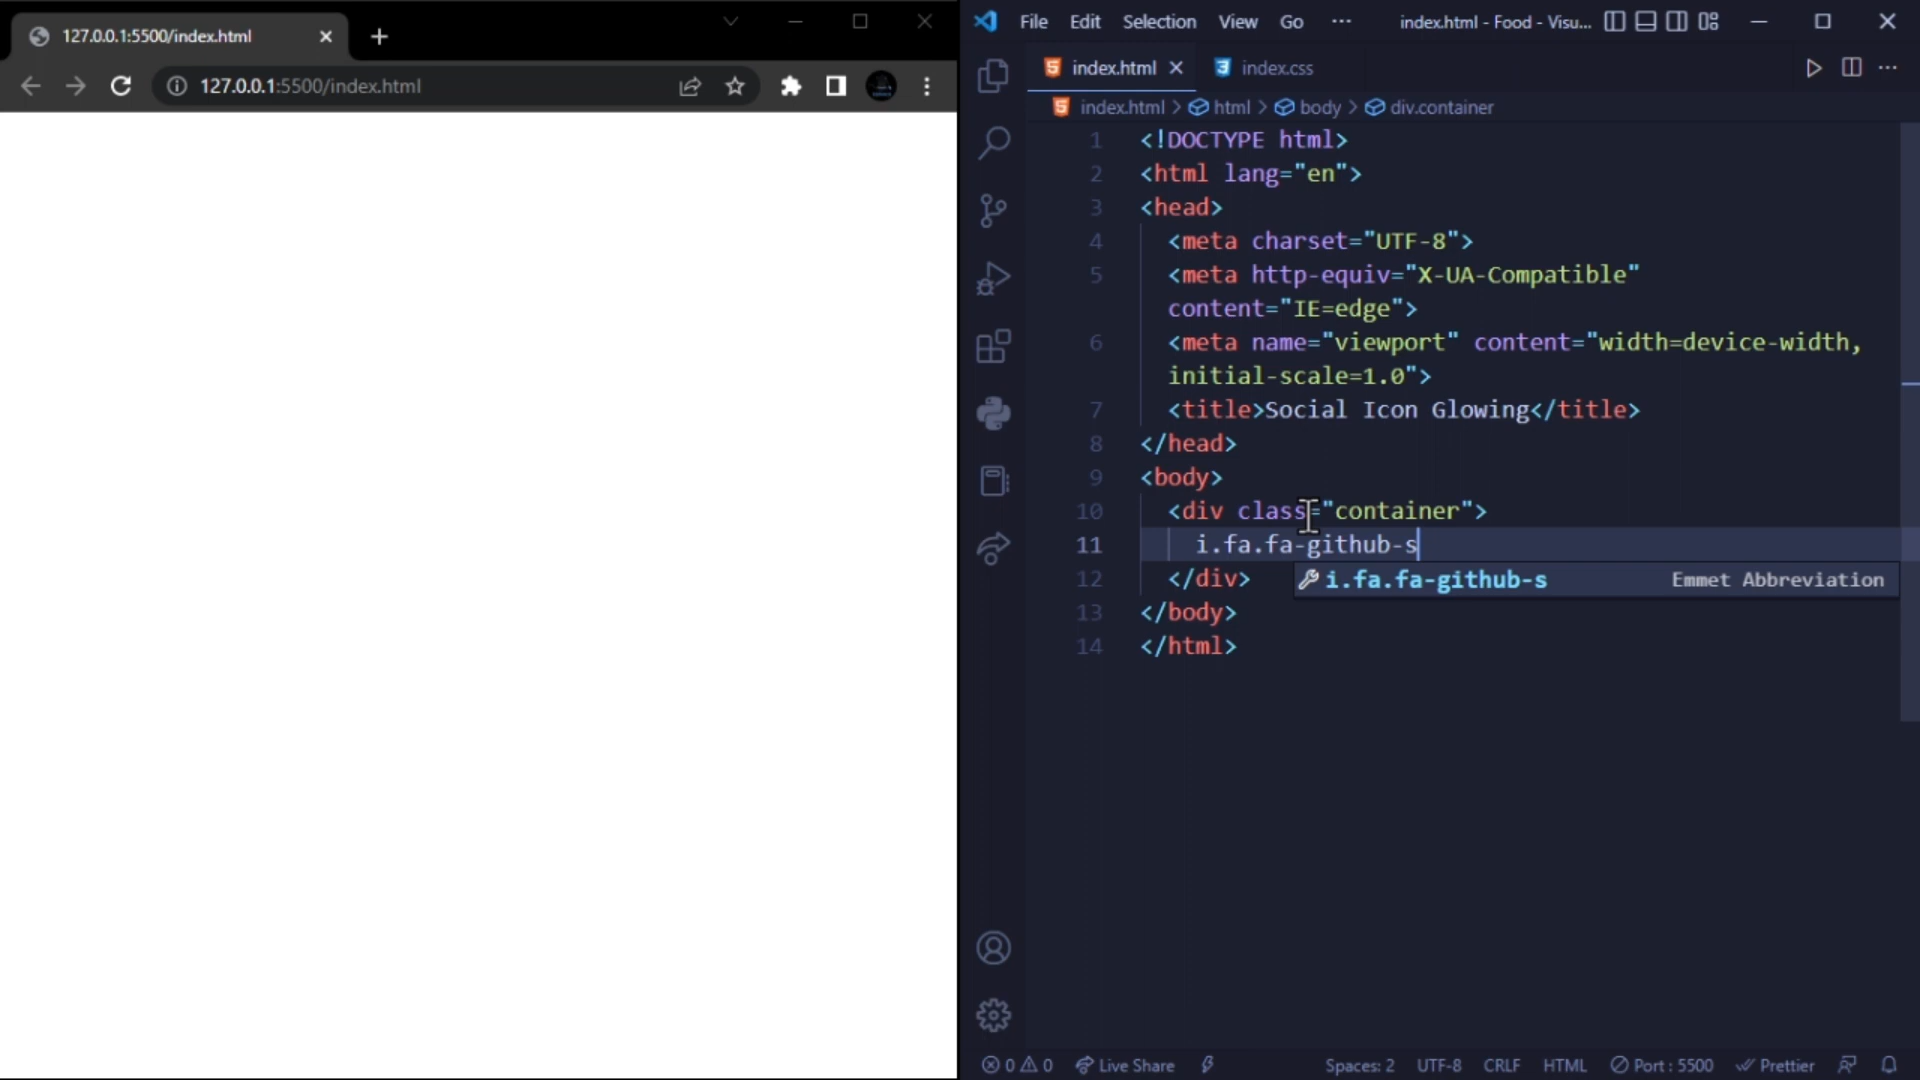 127.0.0.1:5500/index.html
127.0.0.1:5500/index.html
File Edit Selection View Go ··· index.html - Food - Visu...
index.html index.css
index.html > html > body > div.container
1 <!DOCTYPE html>
2 <html lang="en">
3 <head>
4 <meta charset="UTF-8">
5 <meta http-equiv="X-UA-Compatible"
content="IE=edge">
6 <meta name="viewport" content="width=device-width,
initial-scale=1.0">
7 <title>Social Icon Glowing</title>
8 </head>
9 <body>
10 <div class="container">
11 i.fa.fa-github-s
12 </div>
i.fa.fa-github-s Emmet Abbreviation
13 </body>
14 </html>
0 0 Live Share Spaces: 2 UTF-8 CRLF HTML Port : 5500 Prettier